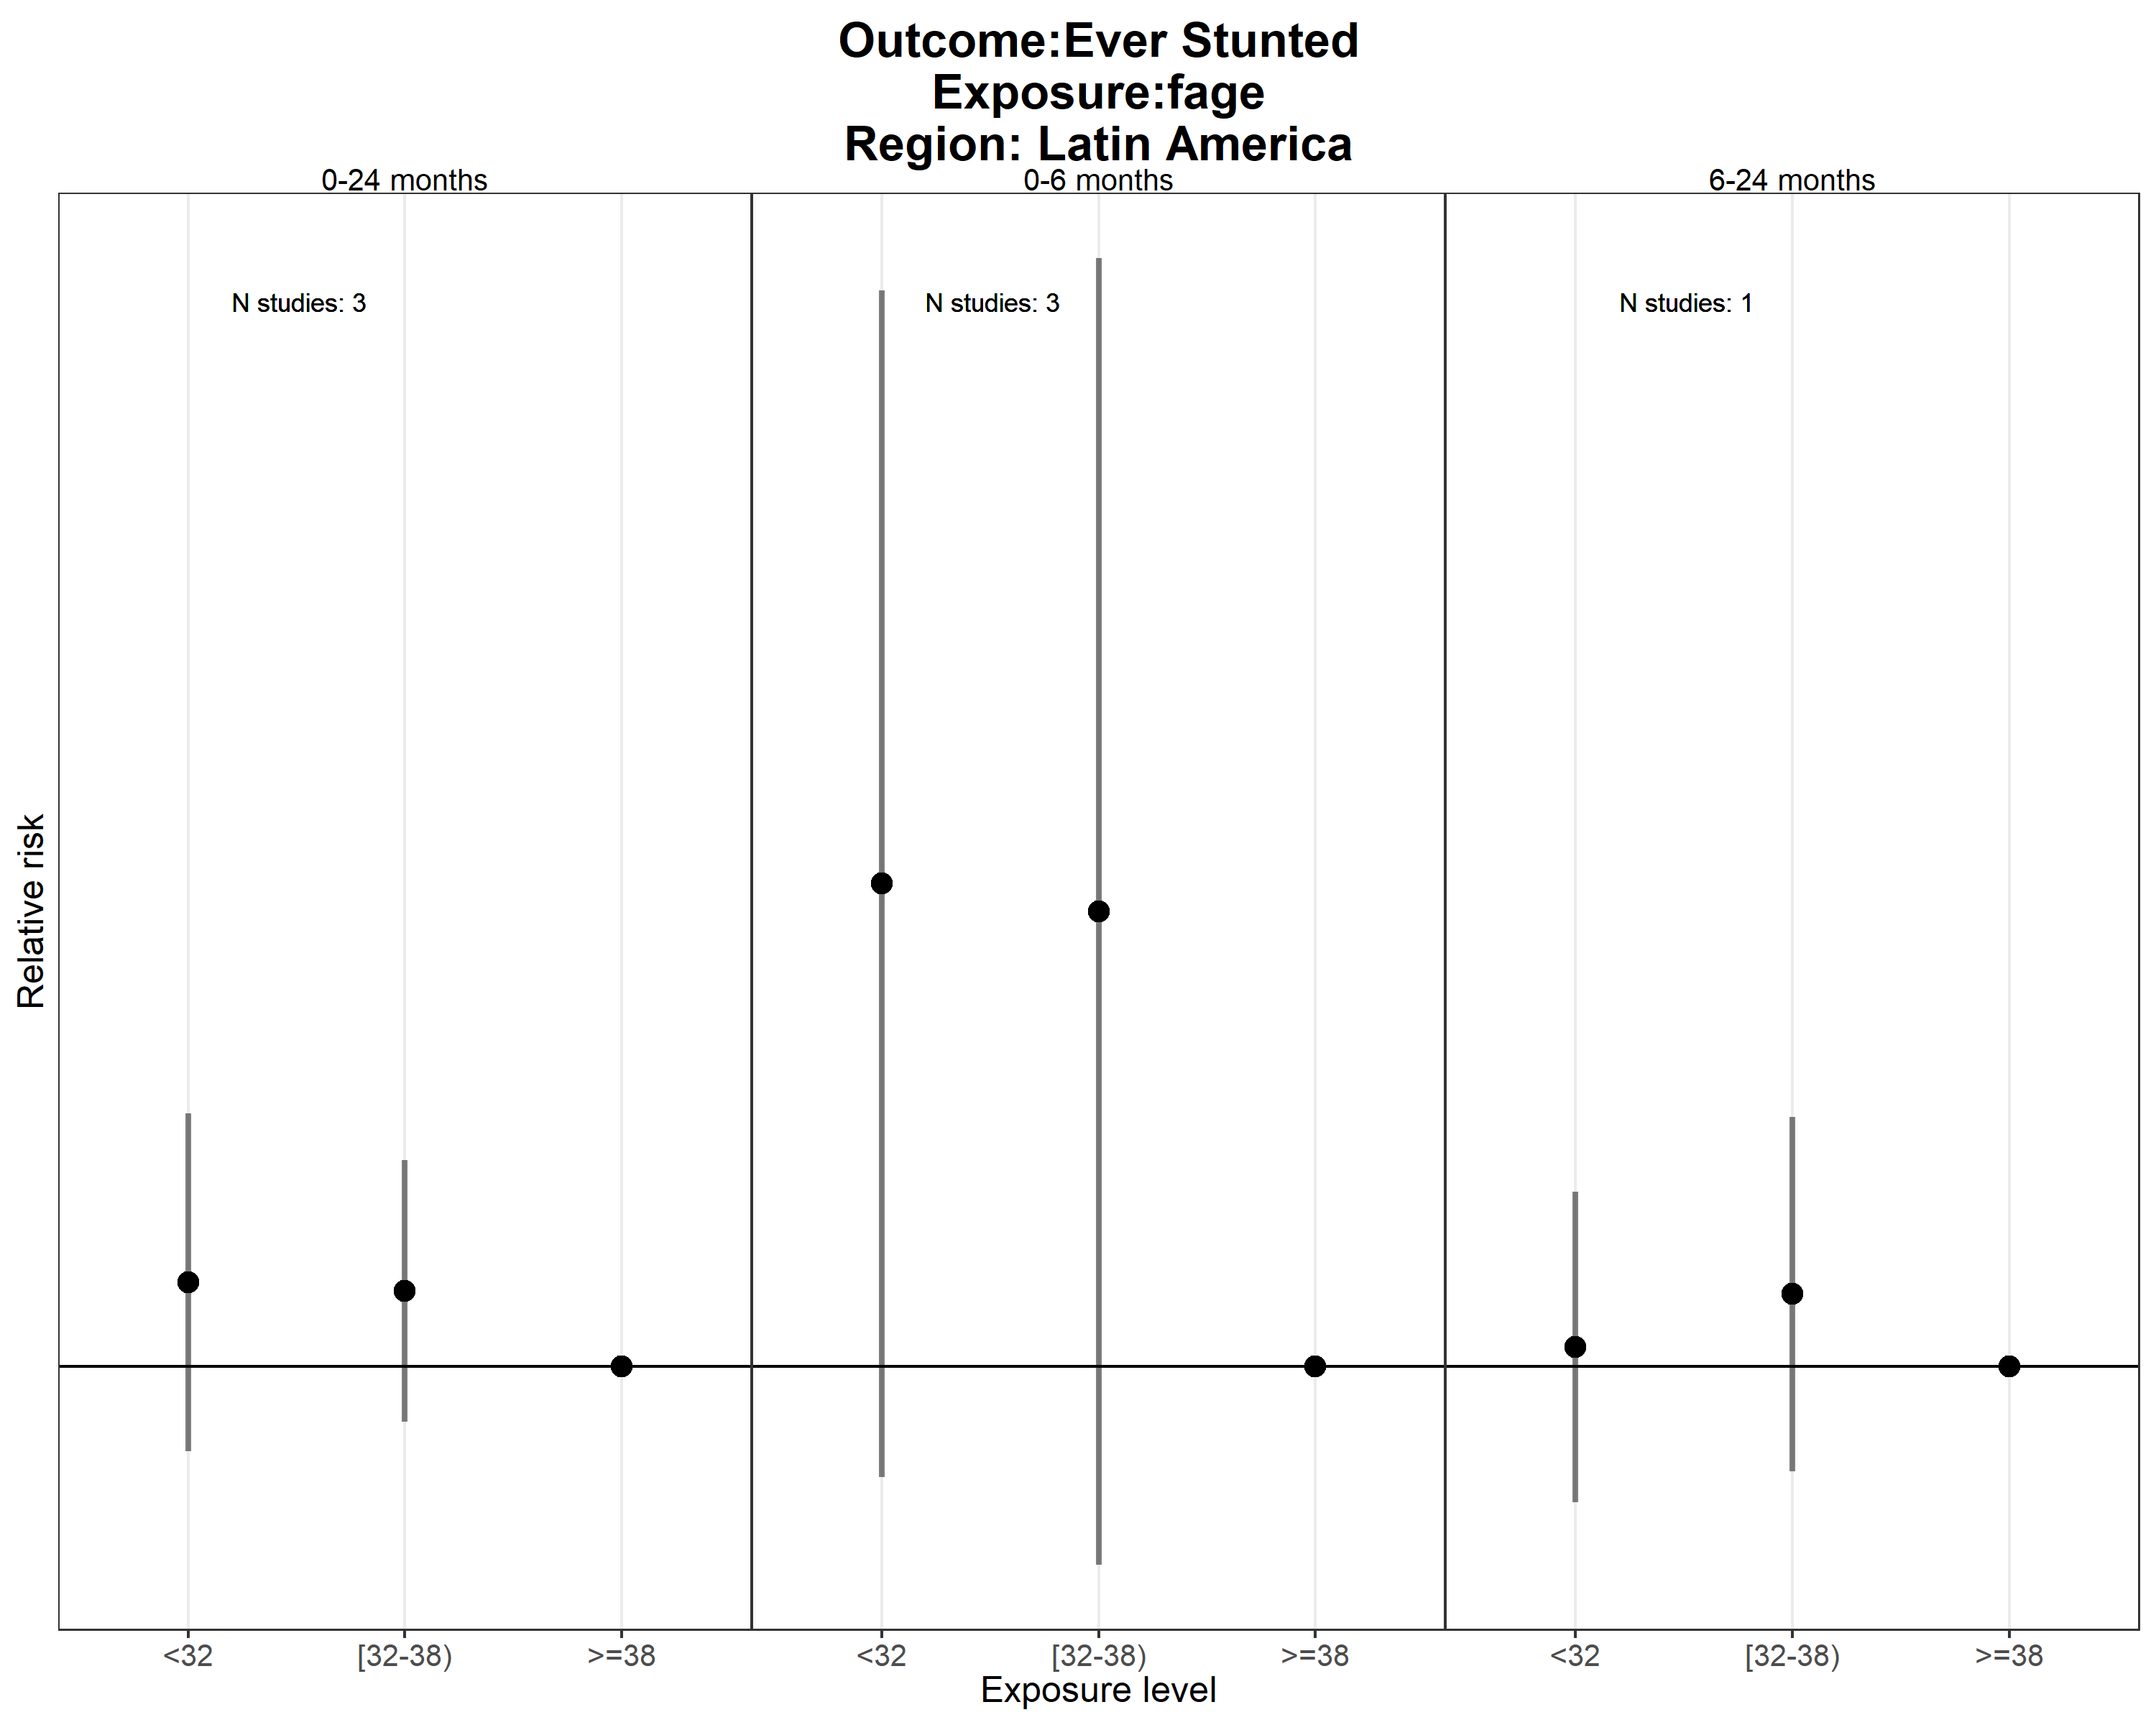 Outcome:Ever Stunted
Exposure:fage
Region: Latin America
0-24 months
0-6 months
6-24 months
N studies: 3
N studies: 3
N studies: 1
Relative risk
<32
[32-38)
>=38
<32
[32-38)
>=38
<32
[32-38)
>=38
Exposure level